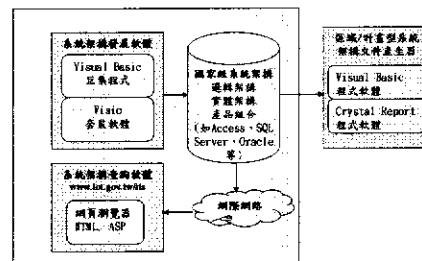 系統架構發展軟體
Visual Basic
巨集程式
Visio
套裝軟體
國家級系統架構
邏輯架構
實體架構
產品組合
(如Access、SQL
Server、Oracle
等)
區域/計畫型系統
架構文件產生器
Visual Basic
程式軟體
Crystal Report
程式軟體
系統架構查詢軟體
www.iot.gov.tw/its
網頁瀏覽器
HTML ASP
網際網路